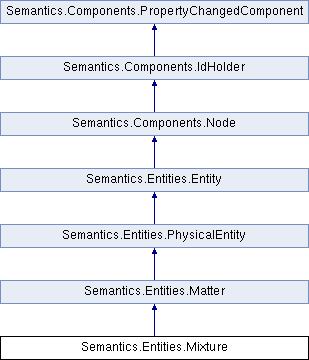 Semantics.Components.PropertyChangedComponent
Semantics.Components.IdHolder
Semantics.Components.Node
Semantics.Entities.Entity
Semantics.Entities.PhysicalEntity
Semantics.Entities.Matter
Semantics.Entities.Mixture